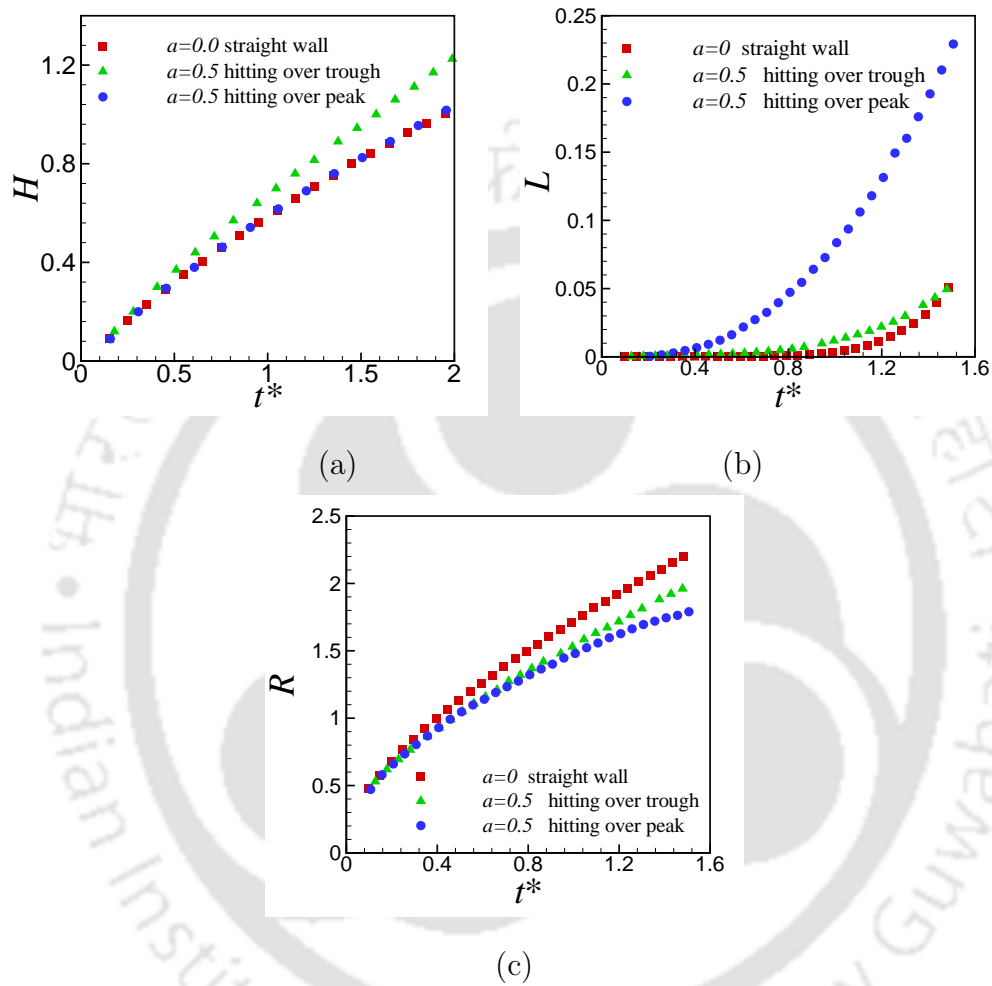 H
1.2
0.8
0.4
0
0 0.5 1 1.5 2
t*
a=0.0 straight wall
a=0.5 hitting over trough
a=0.5 hitting over peak
(a)
L
0.25
0.2
0.15
0.1
0.05
0
0 0.4 0.8 1.2 1.6
t*
a=0 straight wall
a=0.5 hitting over trough
a=0.5 hitting over peak
(b)
R
2.5
2
1.5
1
0.5
0
0 0.4 0.8 1.2 1.6
t*
a=0 straight wall
a=0.5 hitting over trough
a=0.5 hitting over peak
(c)
Indian